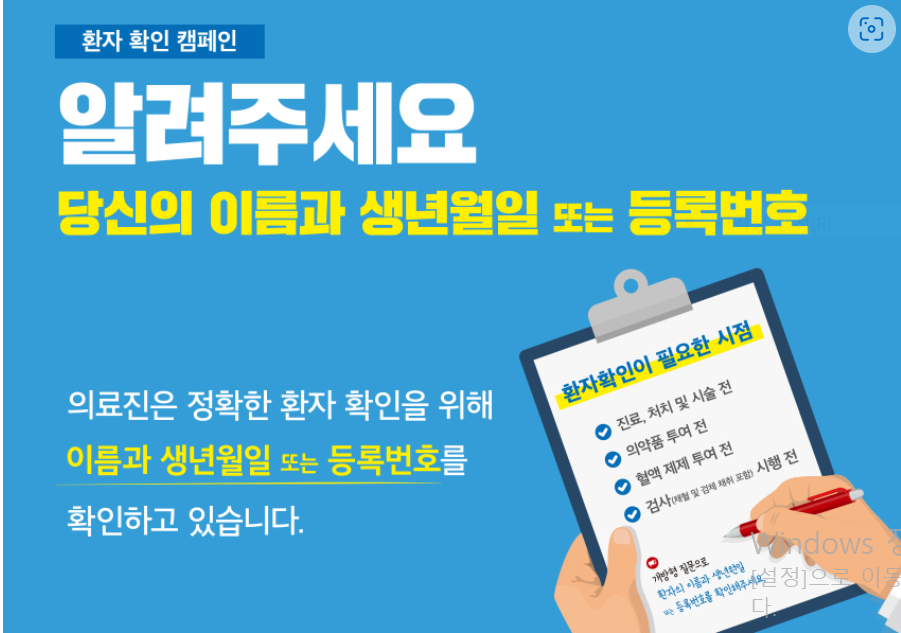 환자 확인 캠페인
알려주세요
당신의 이름과 생년월일 또는 등록번호
의료진은 정확한 환자 확인을 위해
이름과 생년월일 또는 등록번호를
확인하고 있습니다.
환자확인이 필요한 시점
진료, 처치 및 시술 전
의약품 투여 전
혈액 제제 투여 전
검사(채혈 및 검체 채취 포함) 시행 전
개방형 질문으로
환자의 이름과 생년월일
또는 등록번호를 확인해주세요.
Windows 정
[설정]으로 이동
다.
(R)